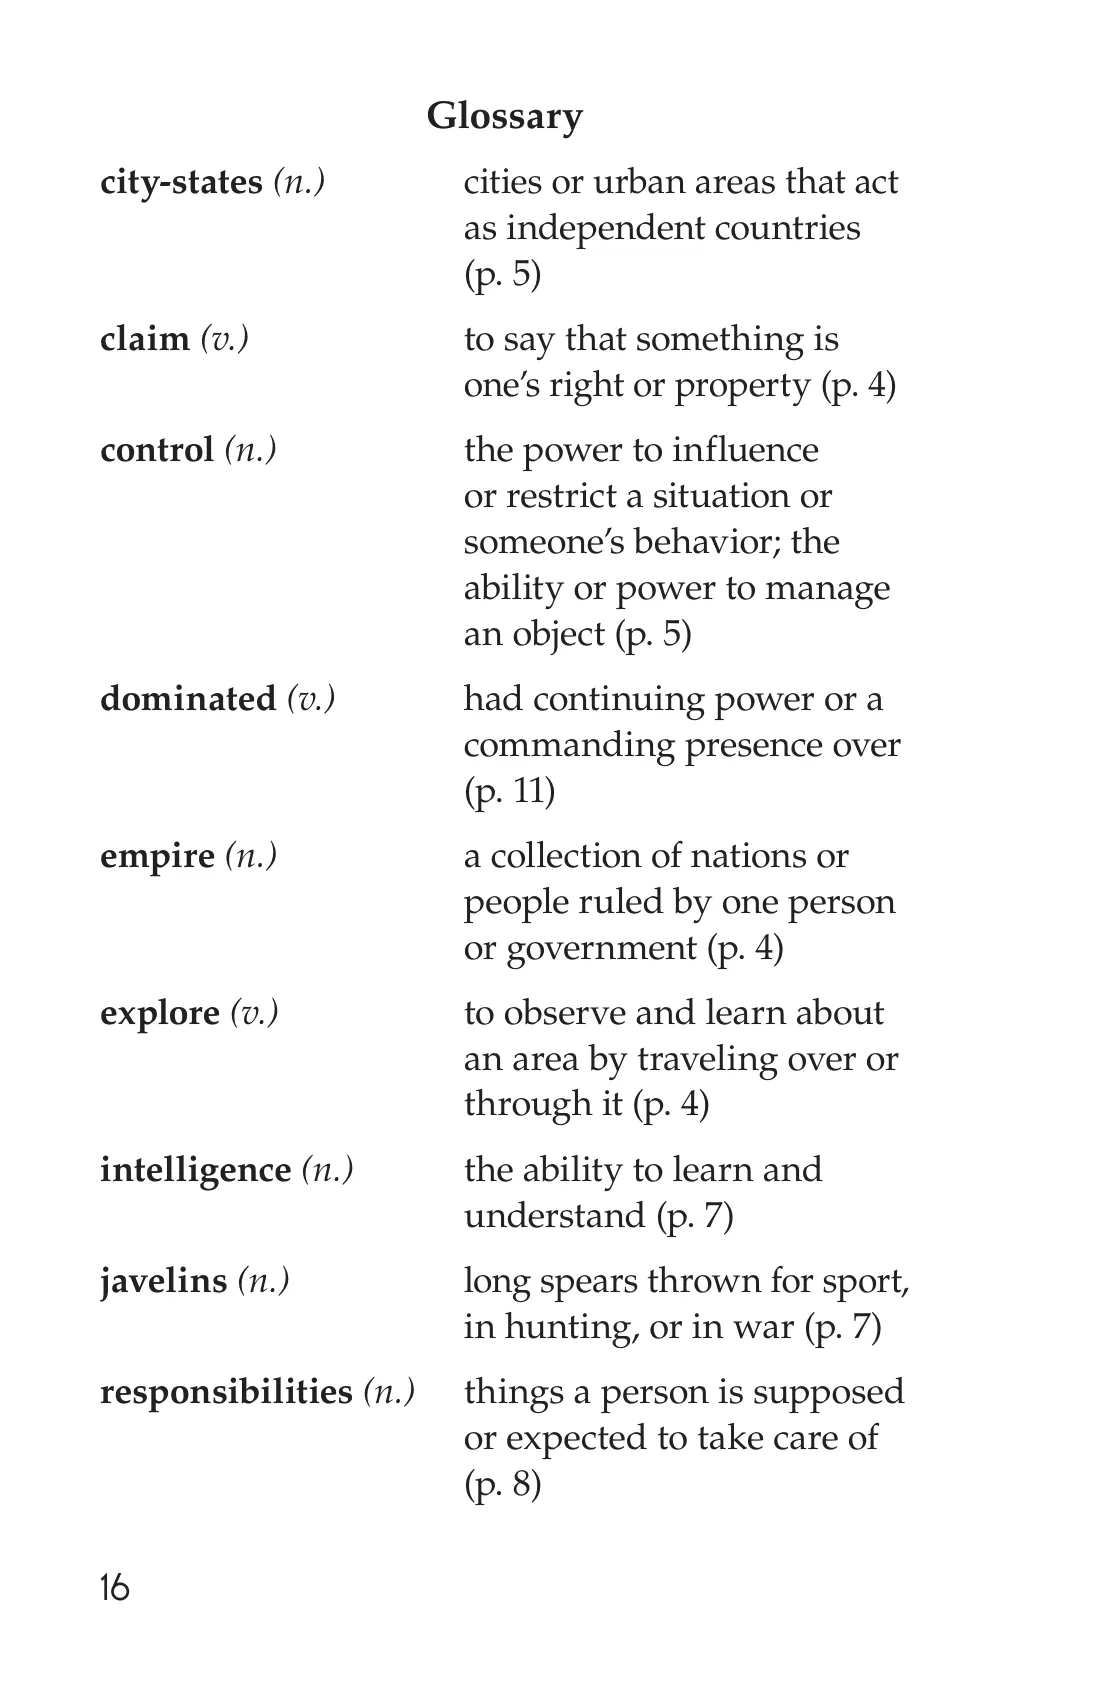 Glossary
city-states (n.) cities or urban areas that act
as independent countries
(p. 5)
claim (v.) to say that something is
one’s right or property (p. 4)
control (n.) the power to influence
or restrict a situation or
someone’s behavior; the
ability or power to manage
an object (p. 5)
dominated (v.) had continuing power or a
commanding presence over
(p. 11)
empire (n.) a collection of nations or
people ruled by one person
or government (p. 4)
explore (v.) to observe and learn about
an area by traveling over or
through it (p. 4)
intelligence (n.) the ability to learn and
understand (p. 7)
javelins (n.) long spears thrown for sport,
in hunting, or in war (p. 7)
responsibilities (n.) things a person is supposed
or expected to take care of
(p. 8)
16